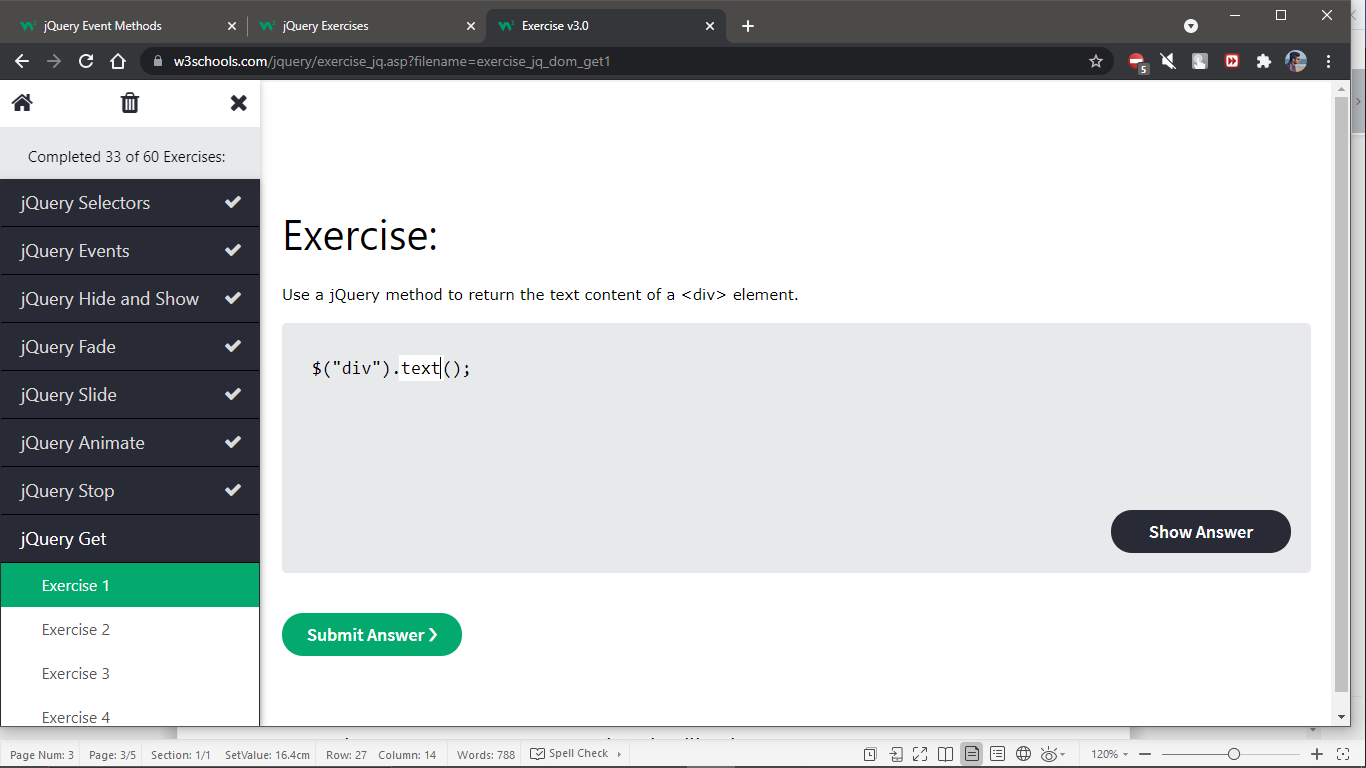 jQuery Event Methods
jQuery Exercises
Exercise v3.0
w3schools.com/jquery/exercise_jq.asp?filename=exercise_jq_dom_get1
5
Completed 33 of 60 Exercises:
jQuery Selectors
jQuery Events
jQuery Hide and Show
jQuery Fade
jQuery Slide
jQuery Animate
jQuery Stop
jQuery Get
Exercise 1
Exercise 2
Exercise 3
Exercise 4
Exercise:
Use a jQuery method to return the text content of a <div> element.
$("div").text();
Show Answer
Submit Answer ❯
Page Num: 3 Page: 3/5 Section: 1/1 SetValue: 16.4cm Row: 27 Column: 14 Words: 788 Spell Check 120%